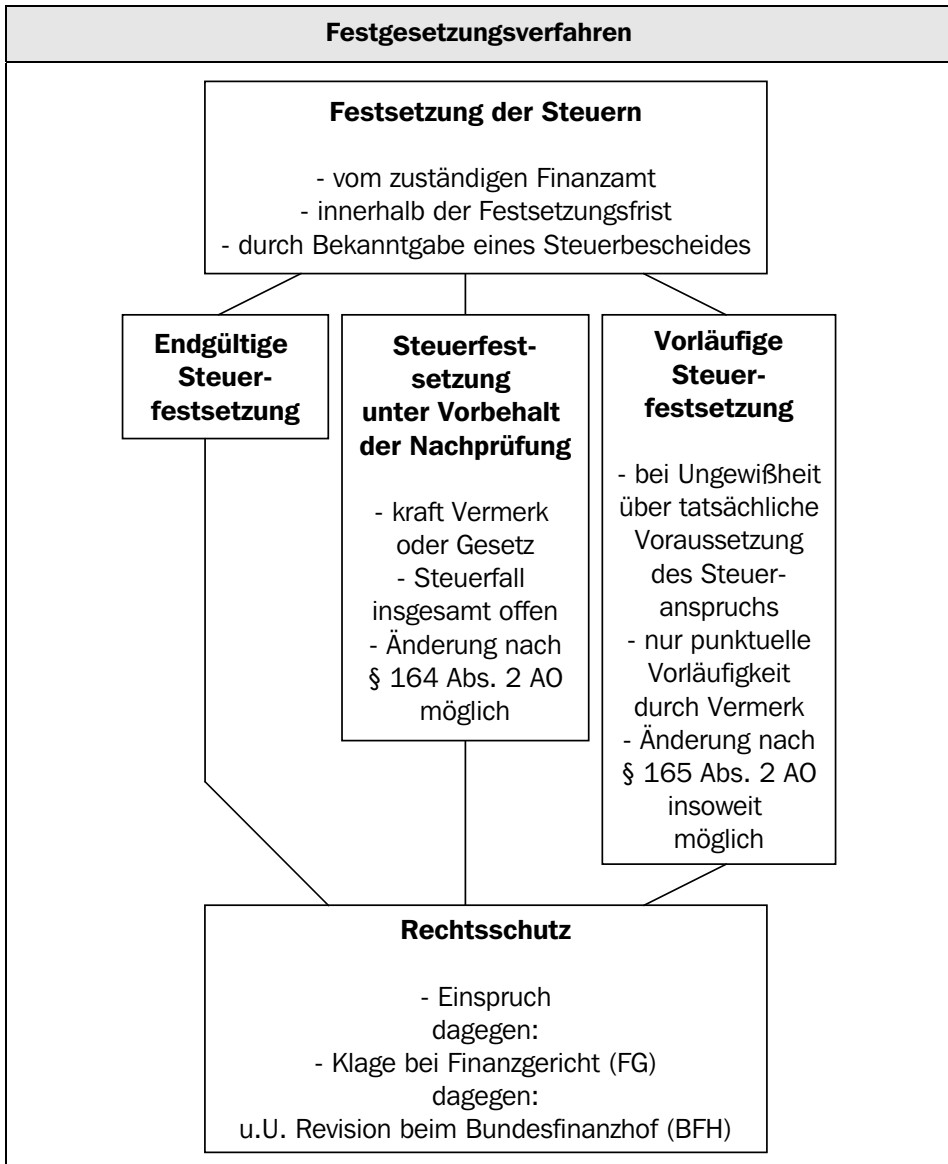 Festgesetzungsverfahren
Festsetzung der Steuern
- vom zuständigen Finanzamt
- innerhalb der Festsetzungsfrist
- durch Bekanntgabe eines Steuerbescheides
Endgültige
Steuer-
festsetzung
Steuerfest-
setzung
unter Vorbehalt
der Nachprüfung
- kraft Vermerk
oder Gesetz
- Steuerfall
insgesamt offen
- Änderung nach
§ 164 Abs. 2 AO
möglich
Vorläufige
Steuer-
festsetzung
- bei Ungewißheit
über tatsächliche
Voraussetzung
des Steuer-
anspruchs
- nur punktuelle
Vorläufigkeit
durch Vermerk
- Änderung nach
§ 165 Abs. 2 AO
insoweit
möglich
Rechtsschutz
- Einspruch
dagegen:
- Klage bei Finanzgericht (FG)
dagegen:
u.U. Revision beim Bundesfinanzhof (BFH)